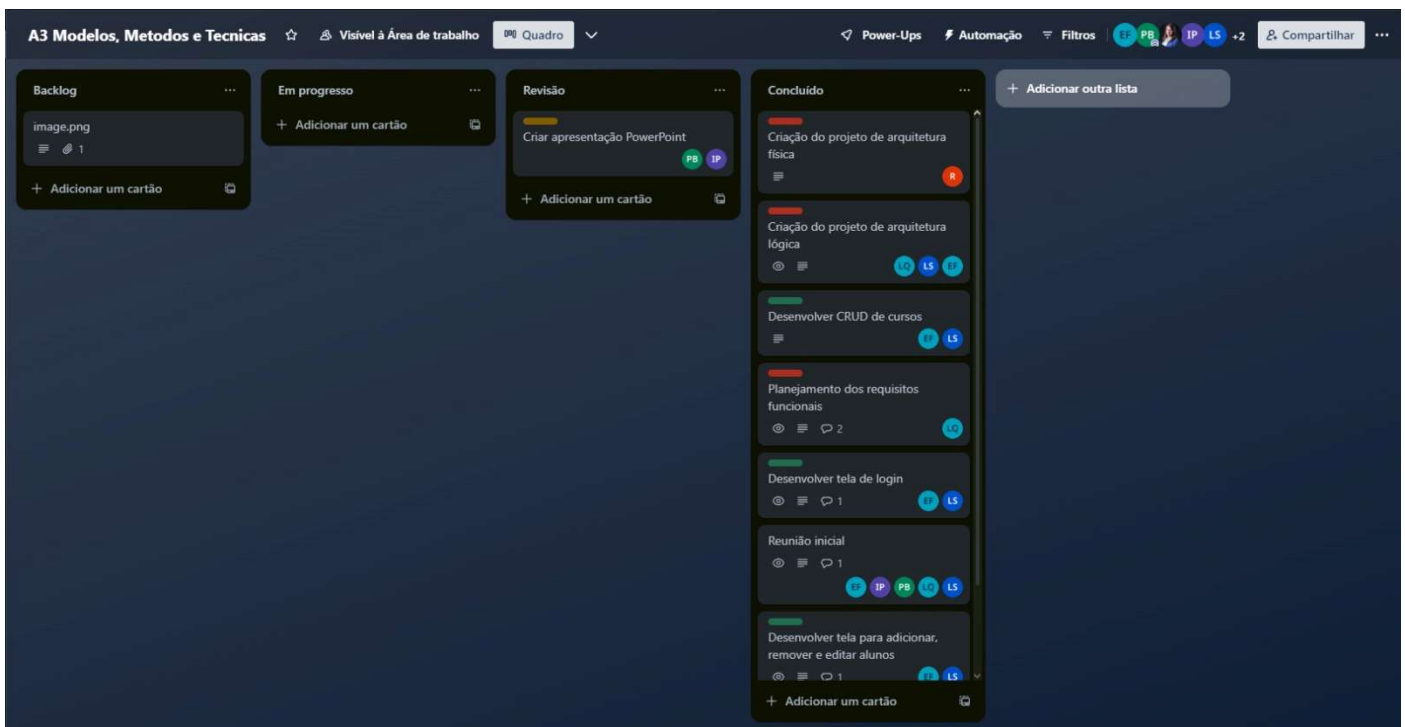 A3 Modelos, Metodos e Tecnicas Visível à Área de trabalho Quadro Power-Ups Automação Filtros EF PB IP LS +2 Compartilhar
Backlog
image.png
1
+ Adicionar um cartão
Em progresso
+ Adicionar um cartão
Revisão
Criar apresentação PowerPoint
PB IP
+ Adicionar um cartão
Concluído
Criação do projeto de arquitetura
física
R
Criação do projeto de arquitetura
lógica
LQ LS EF
Desenvolver CRUD de cursos
EF LS
Planejamento dos requisitos
funcionais
2 LQ
Desenvolver tela de login
1 EF LS
Reunião inicial
1
EF IP PB LQ LS
Desenvolver tela para adicionar,
remover e editar alunos
1 EF LS
+ Adicionar um cartão
+ Adicionar outra lista